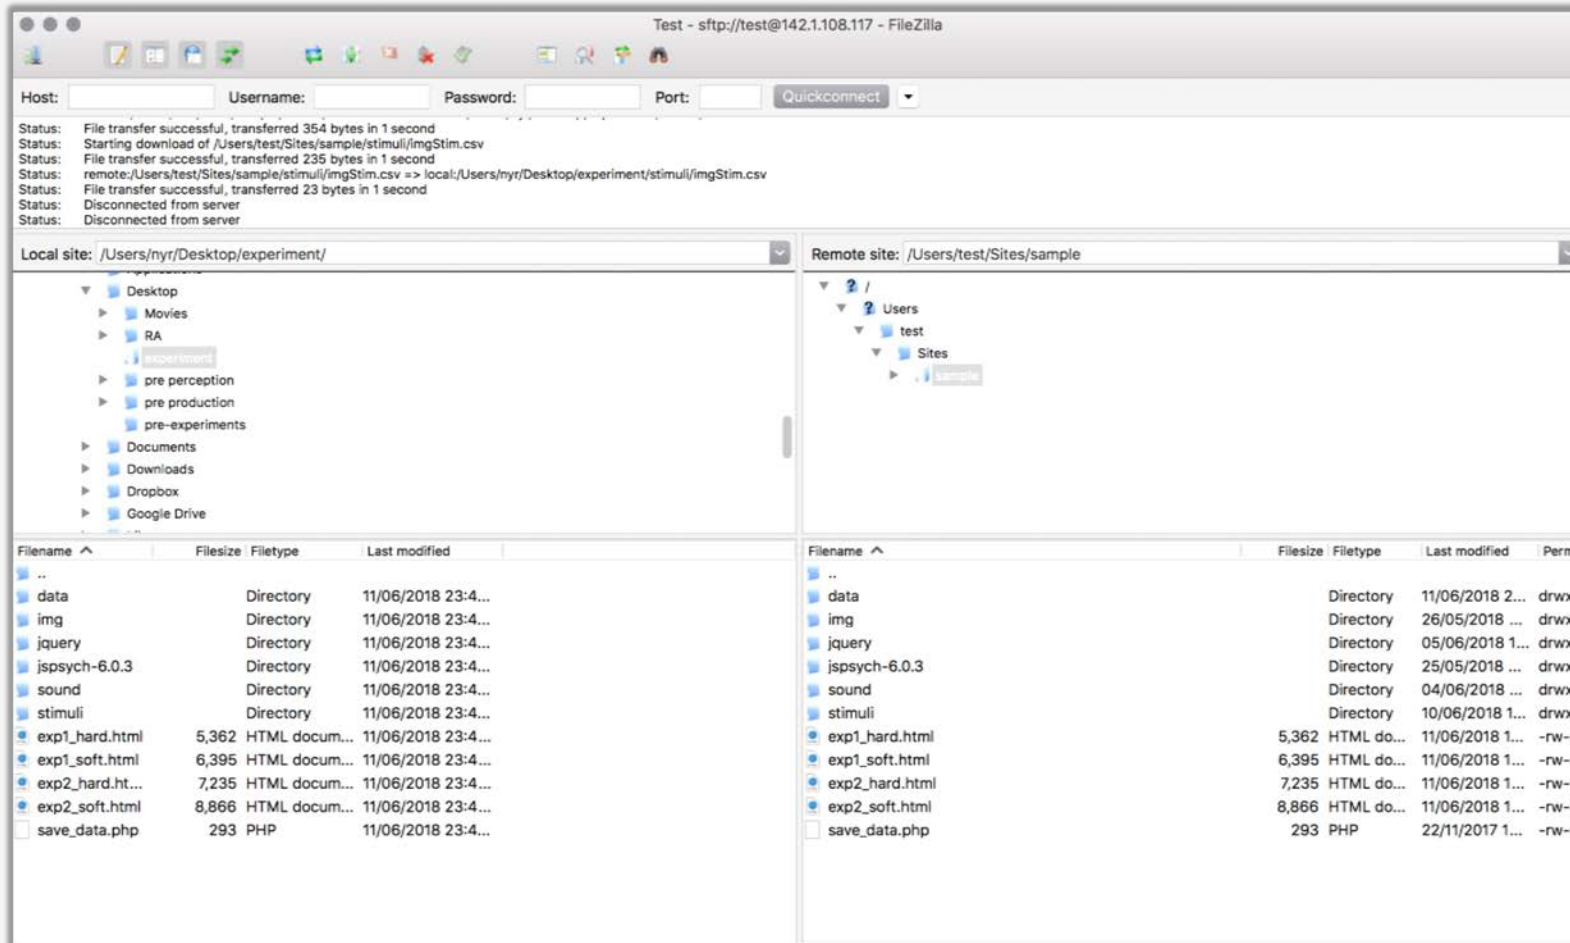 Test - sftp://test@142.1.108.117 - FileZilla
Host: Username: Password: Port: Quickconnect
Status: File transfer successful, transferred 354 bytes in 1 second
Status: Starting download of /Users/test/Sites/sample/stimuli/imgStim.csv
Status: File transfer successful, transferred 235 bytes in 1 second
Status: remote:/Users/test/Sites/sample/stimuli/imgStim.csv => local:/Users/nyr/Desktop/experiment/stimuli/imgStim.csv
Status: File transfer successful, transferred 23 bytes in 1 second
Status: Disconnected from server
Status: Disconnected from server
Local site: /Users/nyr/Desktop/experiment/
Applications
Desktop
Movies
RA
experiment
pre perception
pre production
pre-experiments
Documents
Downloads
Dropbox
Google Drive
Filename Filesize Filetype Last modified
..
data Directory 11/06/2018 23:4...
img Directory 11/06/2018 23:4...
jquery Directory 11/06/2018 23:4...
jspsych-6.0.3 Directory 11/06/2018 23:4...
sound Directory 11/06/2018 23:4...
stimuli Directory 11/06/2018 23:4...
exp1_hard.html 5,362 HTML docum... 11/06/2018 23:4...
exp1_soft.html 6,395 HTML docum... 11/06/2018 23:4...
exp2_hard.ht... 7,235 HTML docum... 11/06/2018 23:4...
exp2_soft.html 8,866 HTML docum... 11/06/2018 23:4...
save_data.php 293 PHP 11/06/2018 23:4...
Remote site: /Users/test/Sites/sample
/
Users
test
Sites
sample
Filename Filesize Filetype Last modified Perm
..
data Directory 11/06/2018 2... drwx
img Directory 26/05/2018 ... drwx
jquery Directory 05/06/2018 1... drwx
jspsych-6.0.3 Directory 25/05/2018 ... drwx
sound Directory 04/06/2018 ... drwx
stimuli Directory 10/06/2018 1... drwx
exp1_hard.html 5,362 HTML do... 11/06/2018 1... -rw-
exp1_soft.html 6,395 HTML do... 11/06/2018 1... -rw-
exp2_hard.html 7,235 HTML do... 11/06/2018 1... -rw-
exp2_soft.html 8,866 HTML do... 11/06/2018 1... -rw-
save_data.php 293 PHP 22/11/2017 1... -rw-